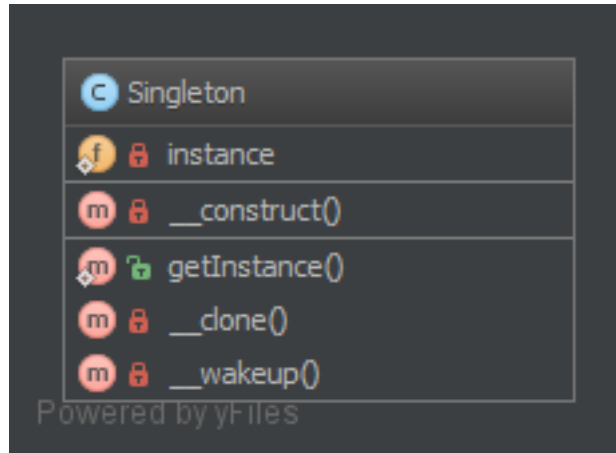 C Singleton
f instance
m __construct()
m getInstance()
m __clone()
m __wakeup()
Powered by yFiles